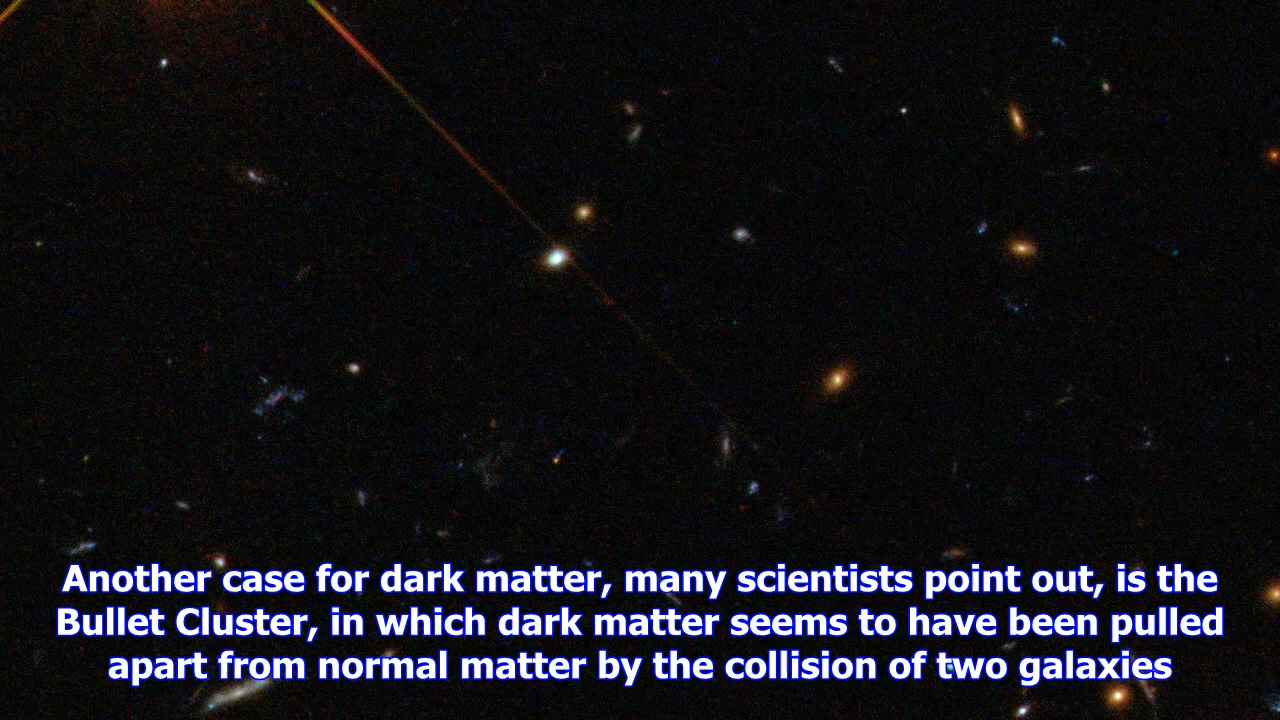 Another case for dark matter, many scientists point out, is the
Bullet Cluster, in which dark matter seems to have been pulled
apart from normal matter by the collision of two galaxies